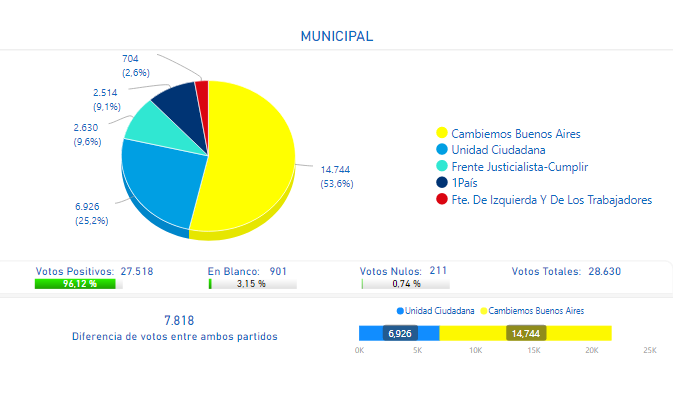 MUNICIPAL
704
(2,6%)
2.514
(9,1%)
2.630
(9,6%)
6.926
(25,2%)
14.744
(53,6%)
Cambiemos Buenos Aires
Unidad Ciudadana
Frente Justicialista-Cumplir
1País
Fte. De Izquierda Y De Los Trabajadores
Votos Positivos: 27.518
96,12 %
En Blanco: 901
3,15 %
Votos Nulos: 211
0,74 %
Votos Totales: 28.630
7.818
Diferencia de votos entre ambos partidos
Unidad Ciudadana Cambiemos Buenos Aires
6,926 14,744
0K 5K 10K 15K 20K 25K